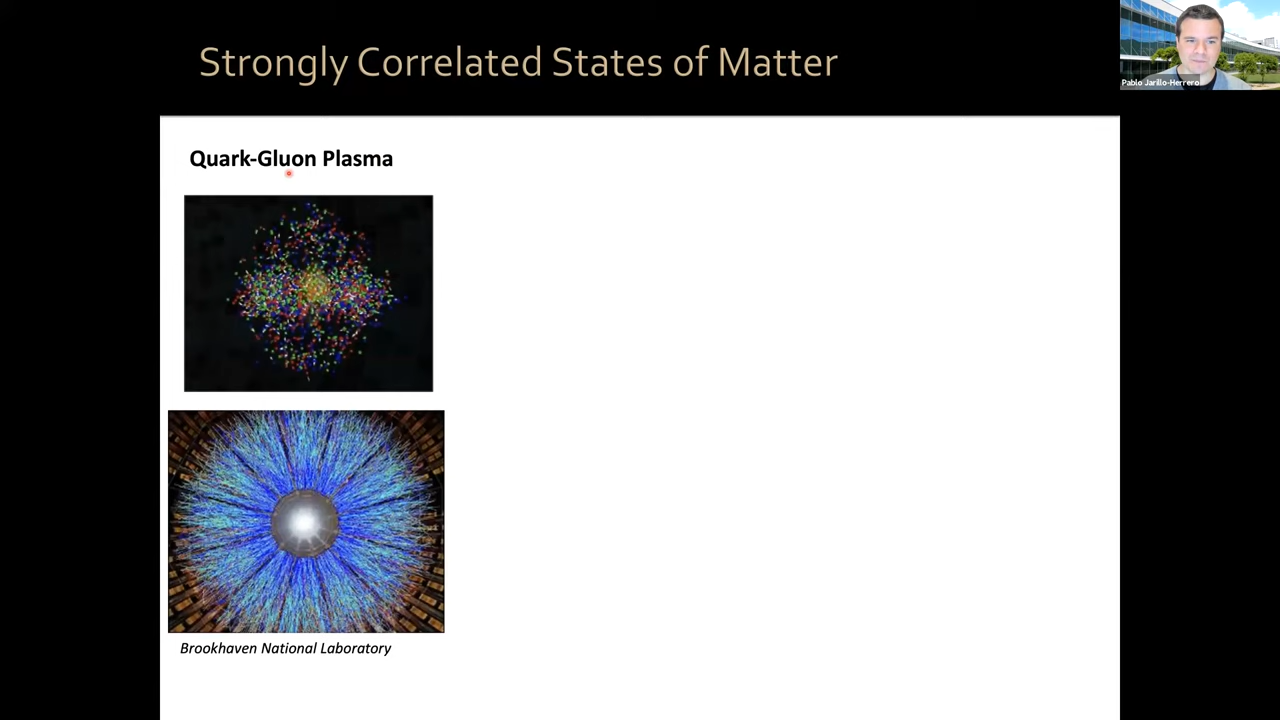 Strongly Correlated States of Matter
Pablo Jarillo-Herrero
Quark-Gluon Plasma
Brookhaven National Laboratory